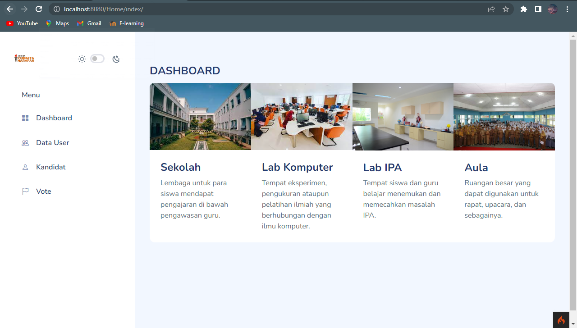 localhost:8080/Home/index/
YouTube
Maps
Gmail
E-learning
Menu
Dashboard
Data User
Kandidat
Vote
DASHBOARD
Sekolah
Lembaga untuk para
siswa mendapat
pengajaran di bawah
pengawasan guru.
Lab Komputer
Tempat eksperimen,
pengukuran ataupun
pelatihan ilmiah yang
berhubungan dengan
ilmu komputer.
Lab IPA
Tempat siswa dan guru
belajar menemukan dan
memecahkan masalah
IPA.
Aula
Ruangan besar yang
dapat digunakan untuk
rapat, upacara, dan
sebagainya.